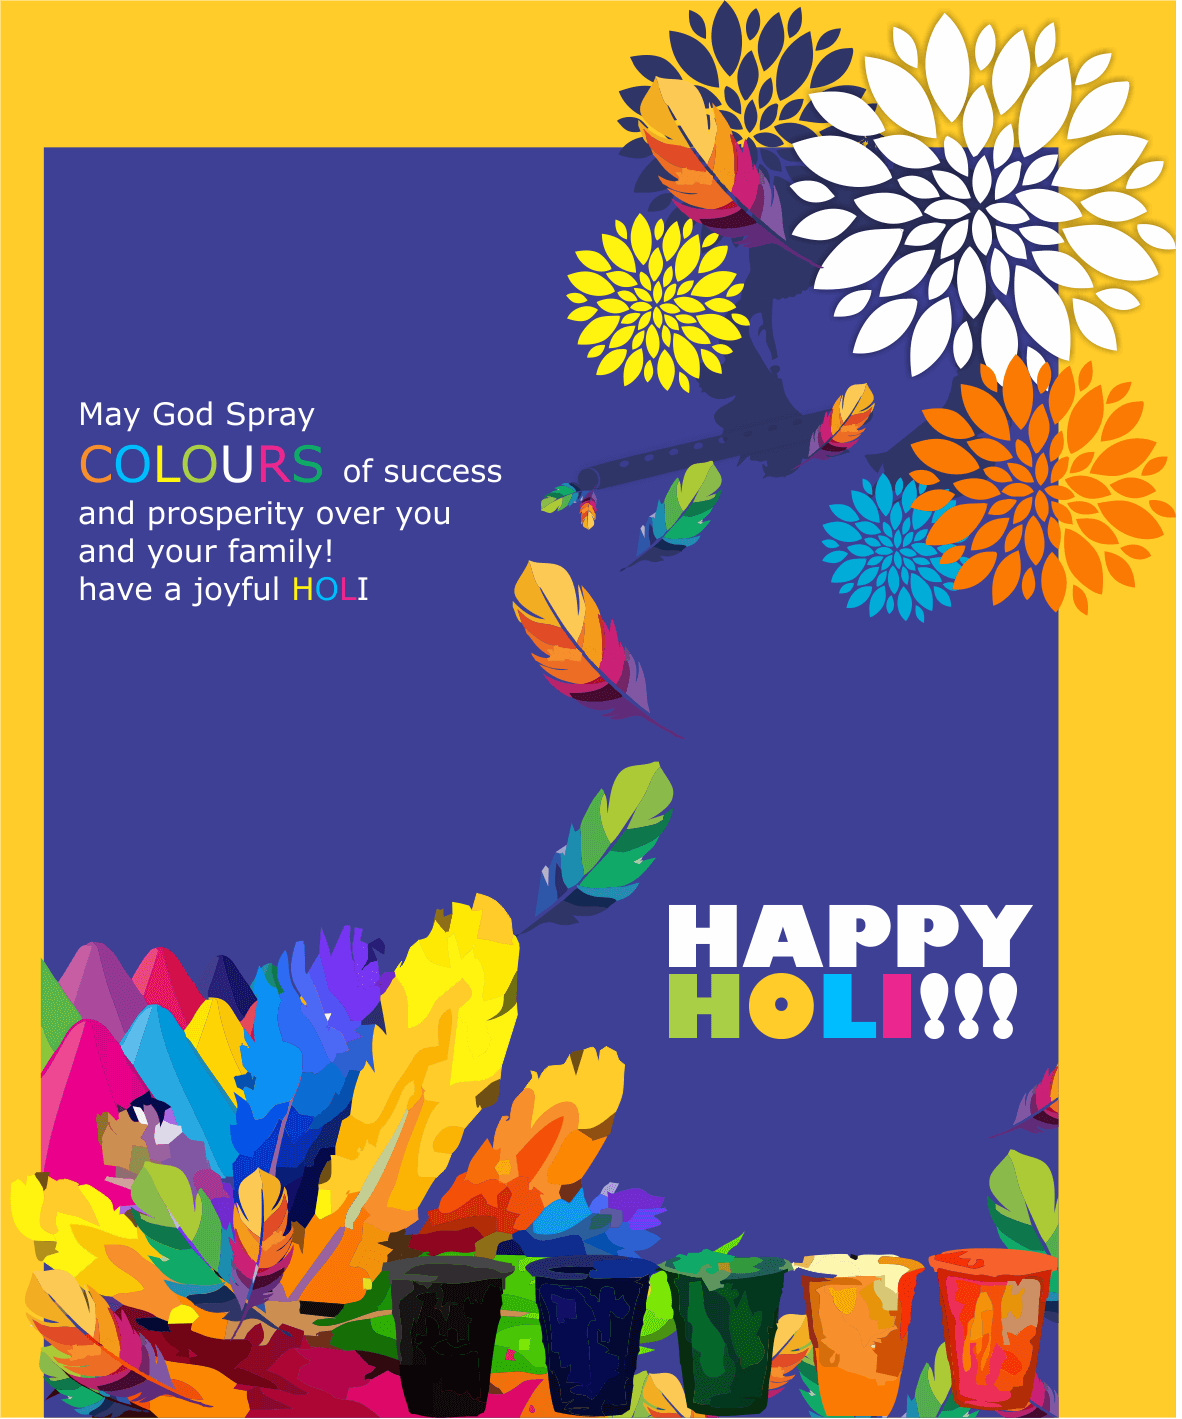 May God Spray
COLOURS of success
and prosperity over you
and your family!
have a joyful HOLI
HAPPY
HOLI!!!